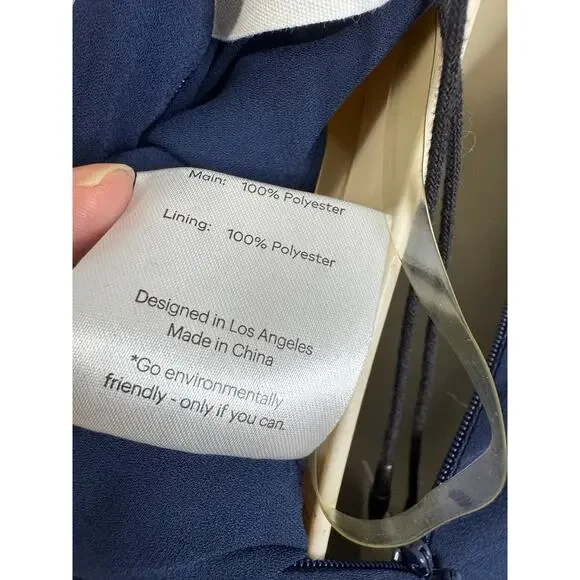 Main: 100% Polyester
Lining: 100% Polyester
Designed in Los Angeles
Made in China
*Go environmentally
friendly - only if you can.